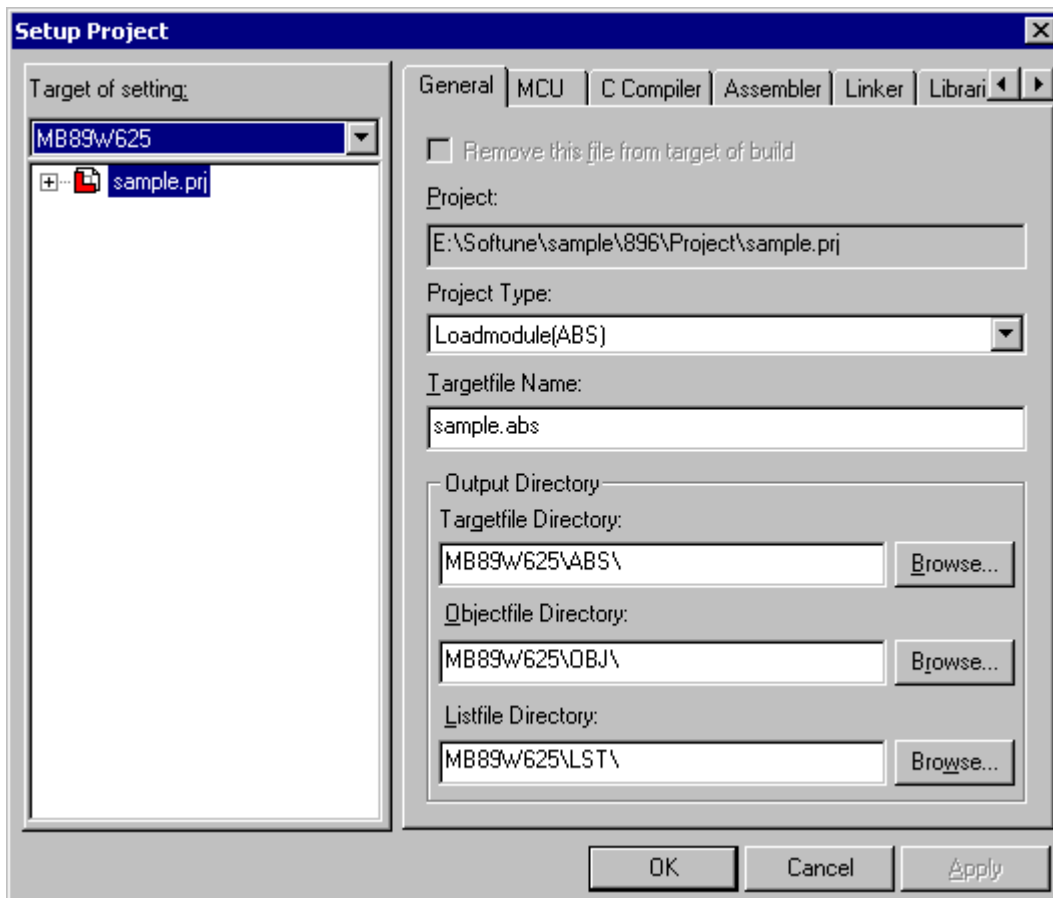 Setup Project
Target of setting:
MB89W625
sample.prj
General MCU C Compiler Assembler Linker Librari
Remove this file from target of build
Project:
E:\Softune\sample\896\Project\sample.prj
Project Type:
Loadmodule(ABS)
Targetfile Name:
sample.abs
Output Directory
Targetfile Directory:
MB89W625\ABS\
Browse...
Objectfile Directory:
MB89W625\OBJ\
Browse...
Listfile Directory:
MB89W625\LST\
Browse...
OK Cancel Apply